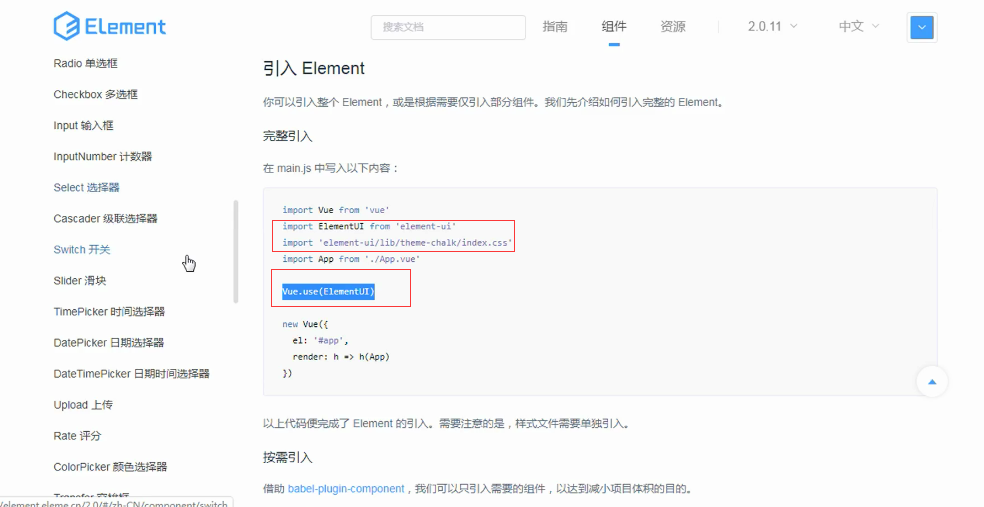 Element
搜索文档
指南
组件
资源
2.0.11
中文
Radio 单选框
Checkbox 多选框
Input 输入框
InputNumber 计数器
Select 选择器
Cascader 级联选择器
Switch 开关
Slider 滑块
TimePicker 时间选择器
DatePicker 日期选择器
DateTimePicker 日期时间选择器
Upload 上传
Rate 评分
ColorPicker 颜色选择器
Transfer 穿梭框
/element.eleme.cn/2.0/#/zh-CN/component/switch
引入 Element
你可以引入整个 Element，或是根据需要仅引入部分组件。我们先介绍如何引入完整的 Element。
完整引入
在 main.js 中写入以下内容：
import Vue from 'vue'
import ElementUI from 'element-ui'
import 'element-ui/lib/theme-chalk/index.css'
import App from './App.vue'
Vue.use(ElementUI)
new Vue({
el: '#app',
render: h => h(App)
})
以上代码便完成了 Element 的引入。需要注意的是，样式文件需要单独引入。
按需引入
借助 babel-plugin-component，我们可以只引入需要的组件，以达到减小项目体积的目的。